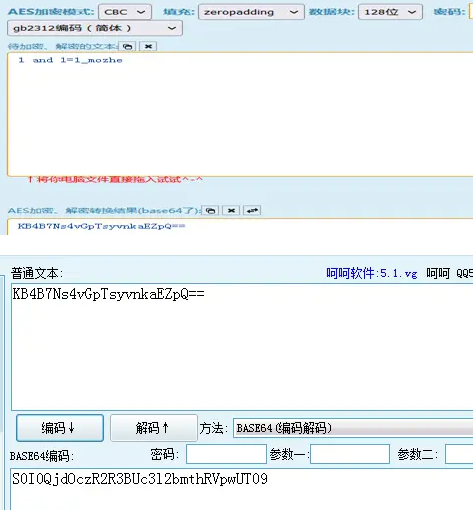 AES加密模式: CBC 填充: zeropadding 数据块: 128位 密码:
gb2312编码(简体)
待加密、解密的文本:
1 and 1=1_mozhe
↑将你电脑文件直接拖入试试^-^
AES加密、解密转换结果(base64了):
KB4B7Ns4vGpTsyvnkaEZpQ==
普通文本: 呵呵软件:5.1.vg 呵呵 QQ5
KB4B7Ns4vGpTsyvnkaEZpQ==
编码↓ 解码↑ 方法: BASE64(编码解码)
BASE64编码: 密码: 参数一: 参数二:
S0I0QjdOczR2R3BUc3l2bmthRVpwUT09